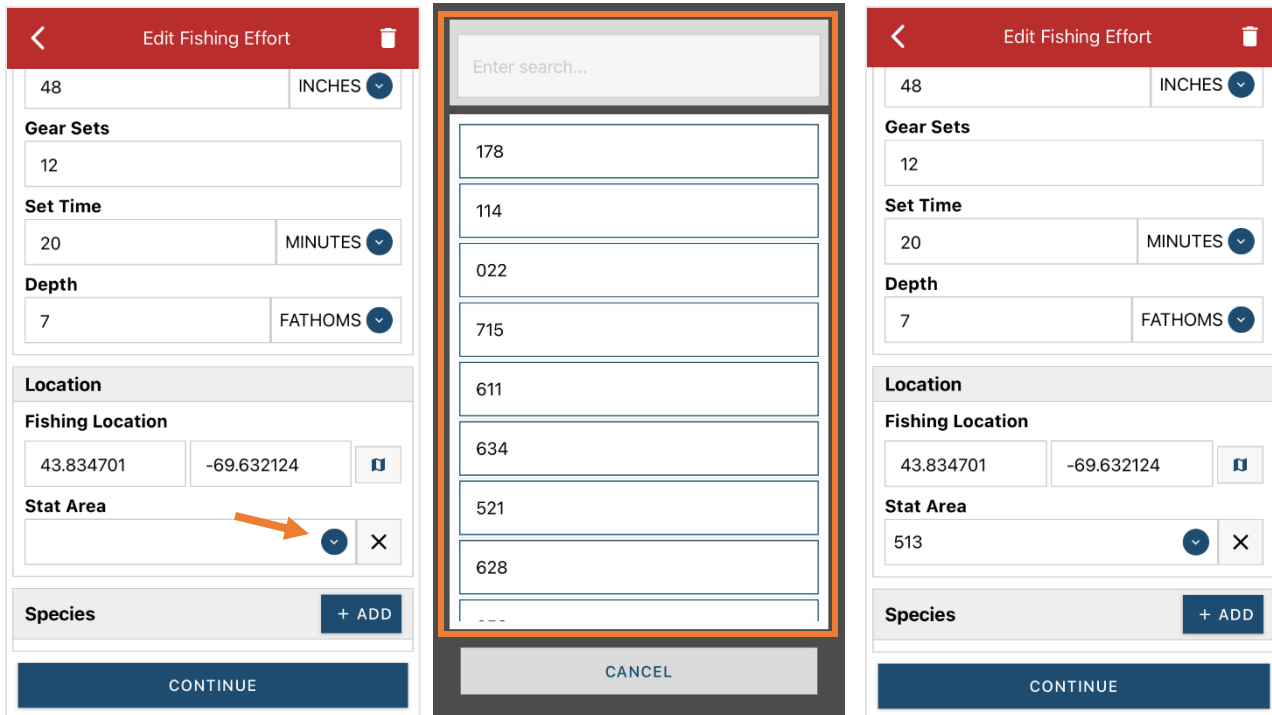 Edit Fishing Effort
48
INCHES
Gear Sets
12
Set Time
20
MINUTES
Depth
7
FATHOMS
Location
Fishing Location
43.834701
-69.632124
Stat Area
Species
+ ADD
CONTINUE
Enter search...
178
114
022
715
611
634
521
628
CANCEL
Edit Fishing Effort
48
INCHES
Gear Sets
12
Set Time
20
MINUTES
Depth
7
FATHOMS
Location
Fishing Location
43.834701
-69.632124
Stat Area
513
Species
+ ADD
CONTINUE